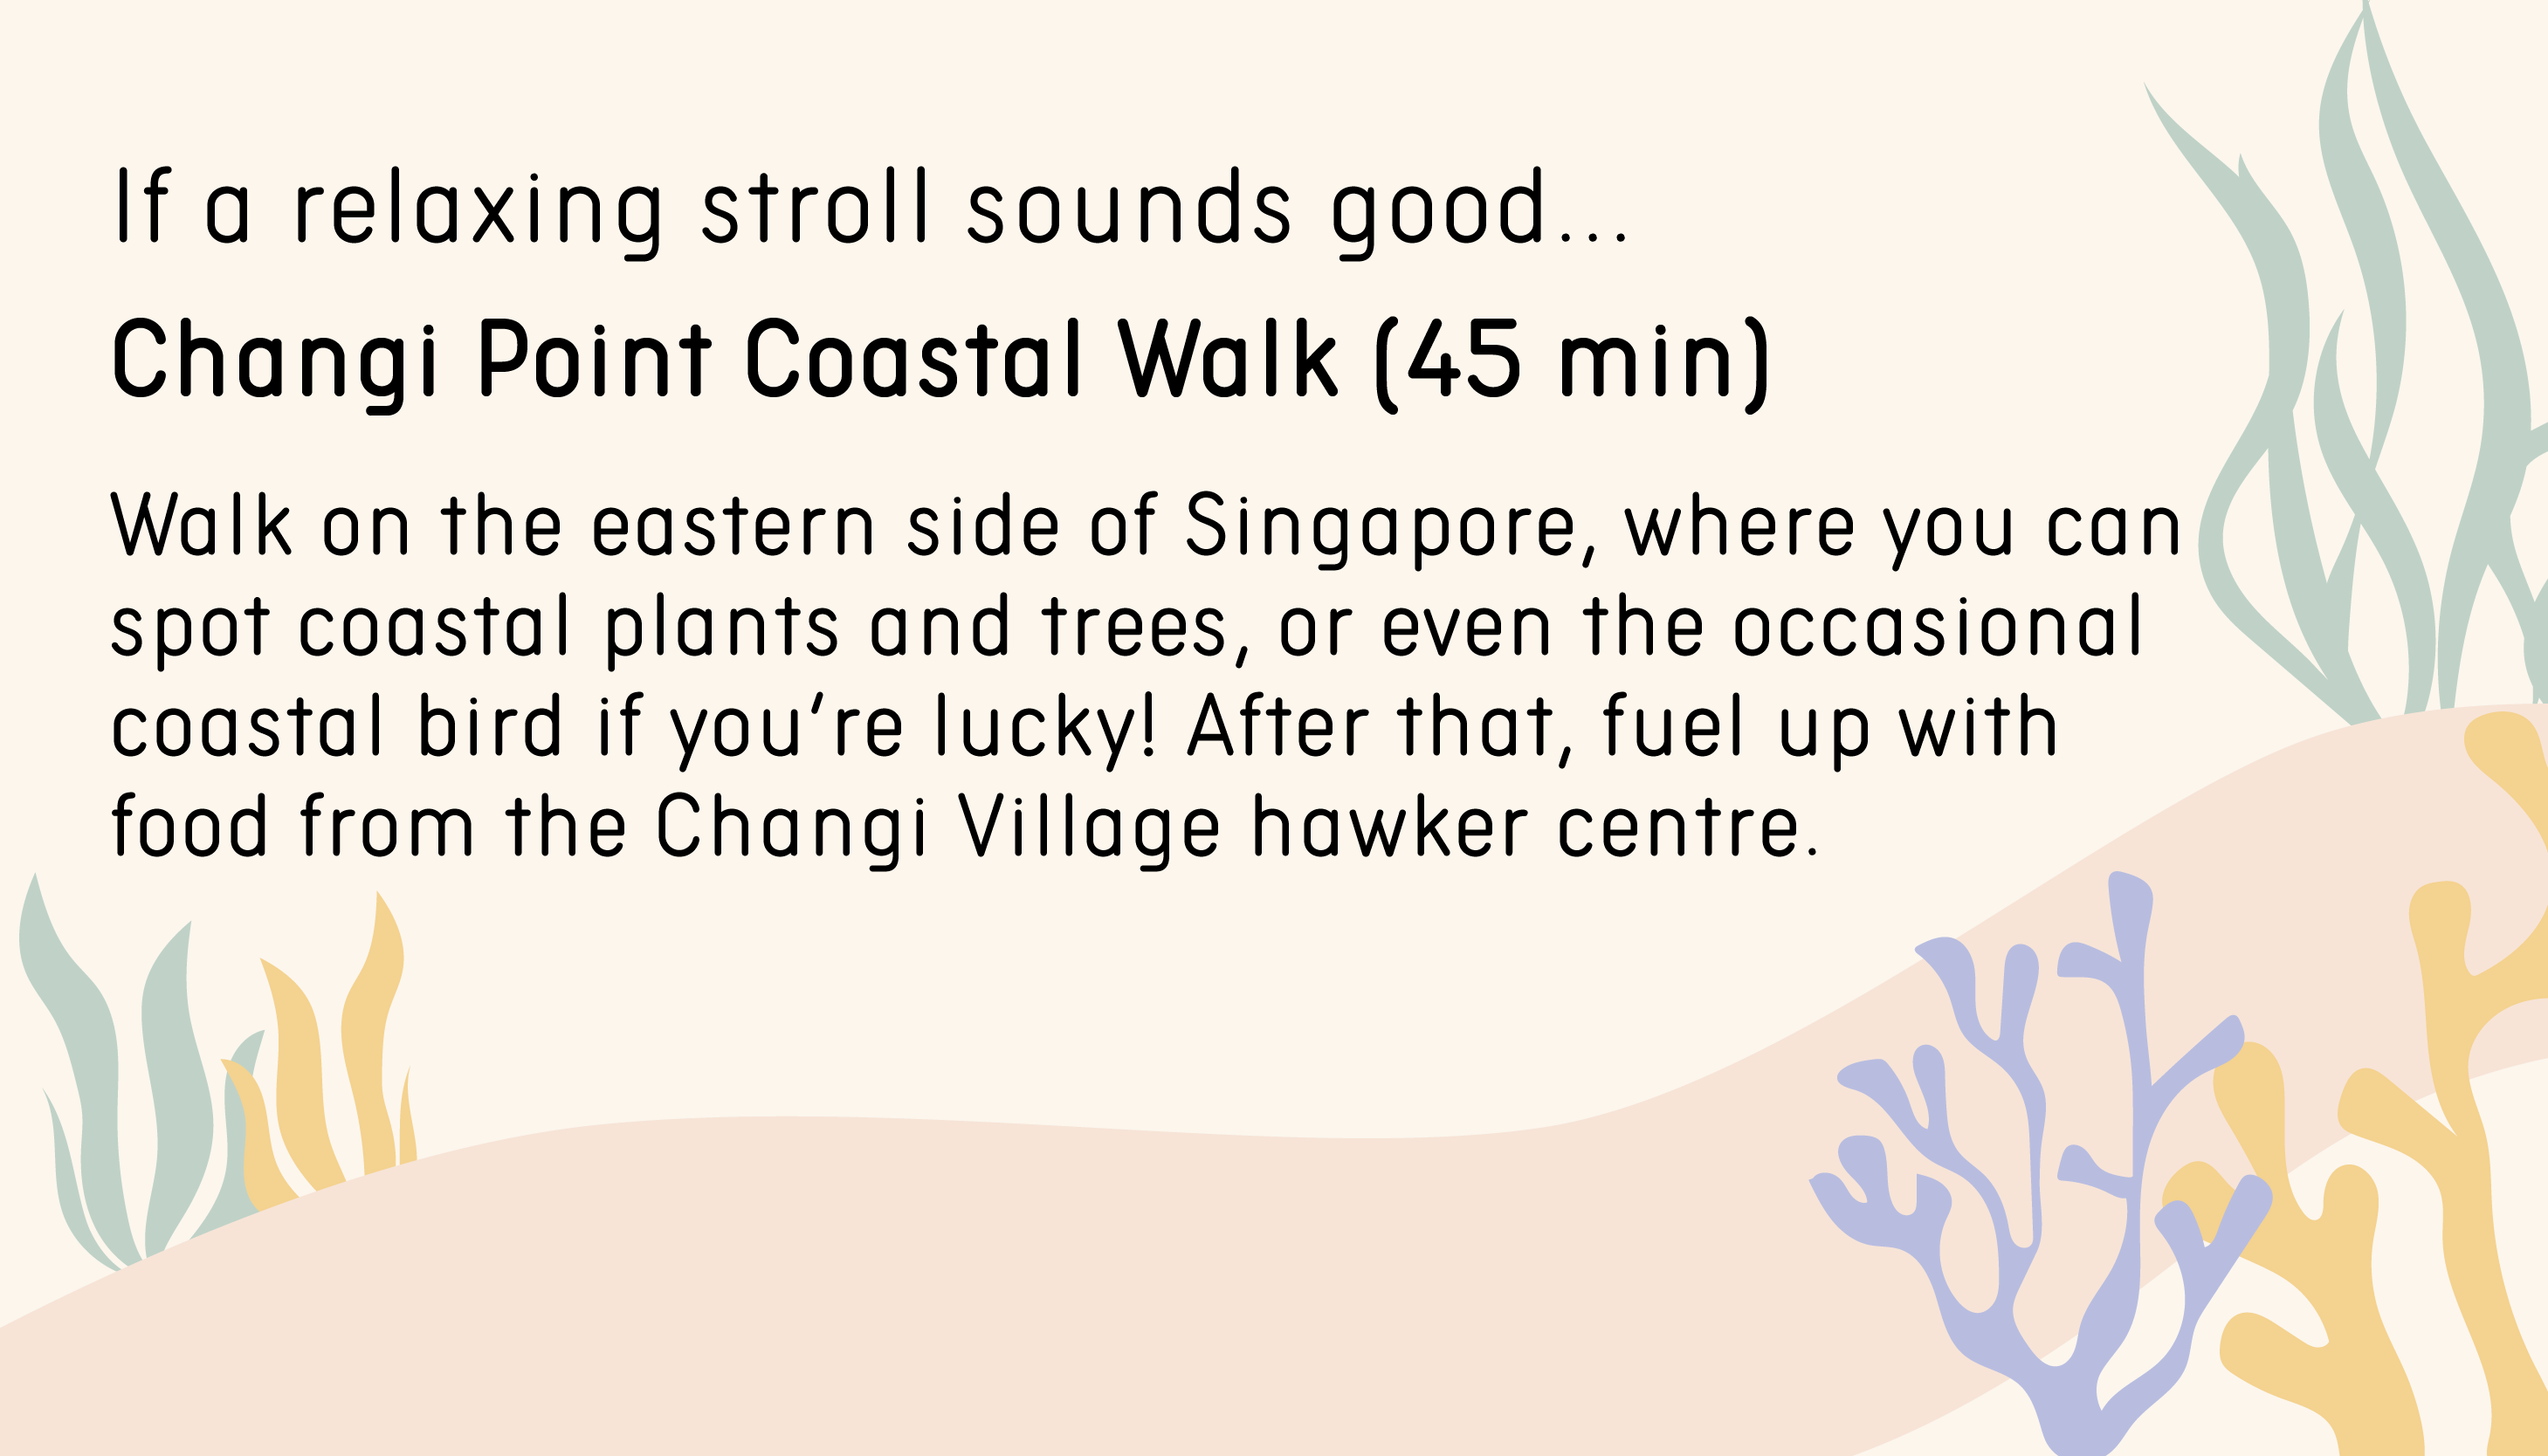 If a relaxing stroll sounds good...
Changi Point Coastal Walk (45 min)
Walk on the eastern side of Singapore, where you can
spot coastal plants and trees, or even the occasional
coastal bird if you’re lucky! After that, fuel up with
food from the Changi Village hawker centre.